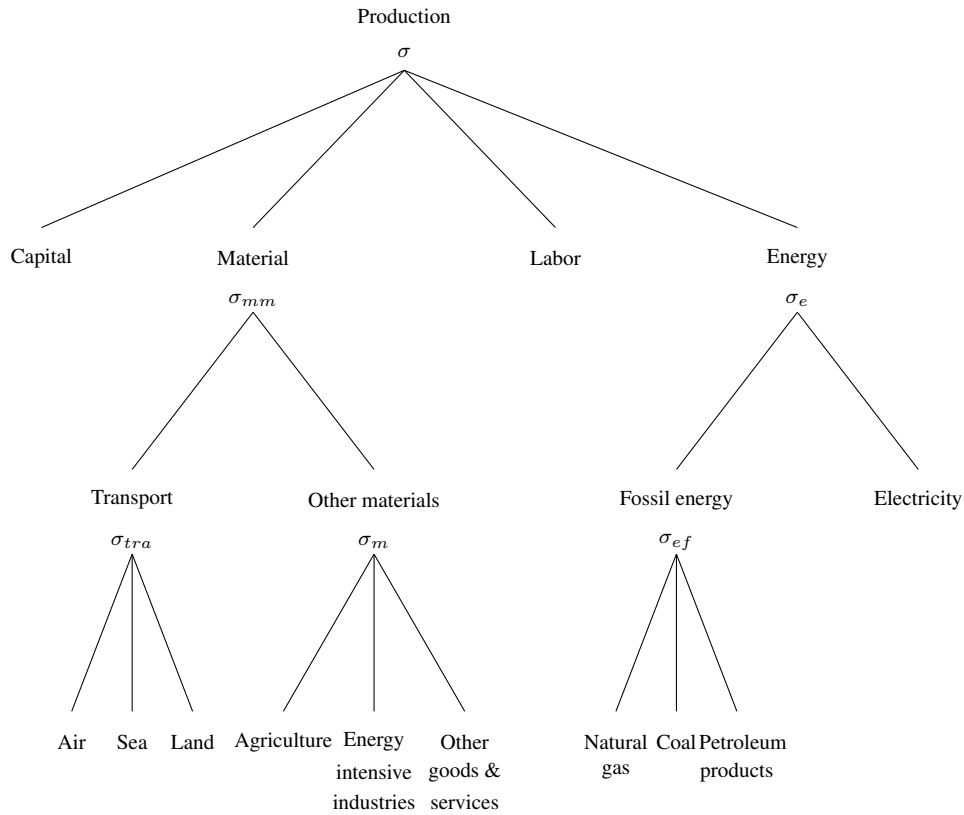 Production
σ
Capital
Material
Labor
Energy
σ_mm
σ_e
Transport
Other materials
Fossil energy
Electricity
σ_tra
σ_m
σ_ef
Air
Sea
Land
Agriculture
Energy
intensive
industries
Other
goods &
services
Natural
gas
Coal
Petroleum
products